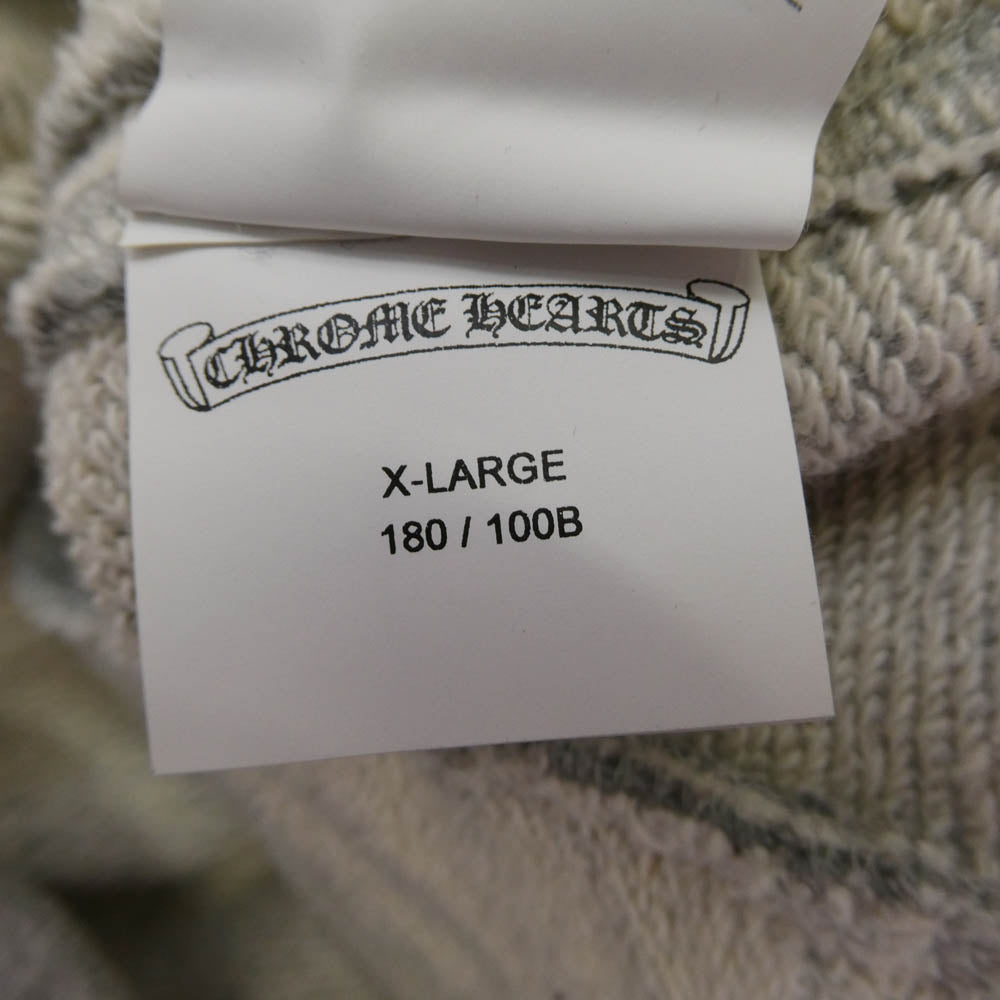 CHROME HEARTS
X-LARGE
180 / 100B